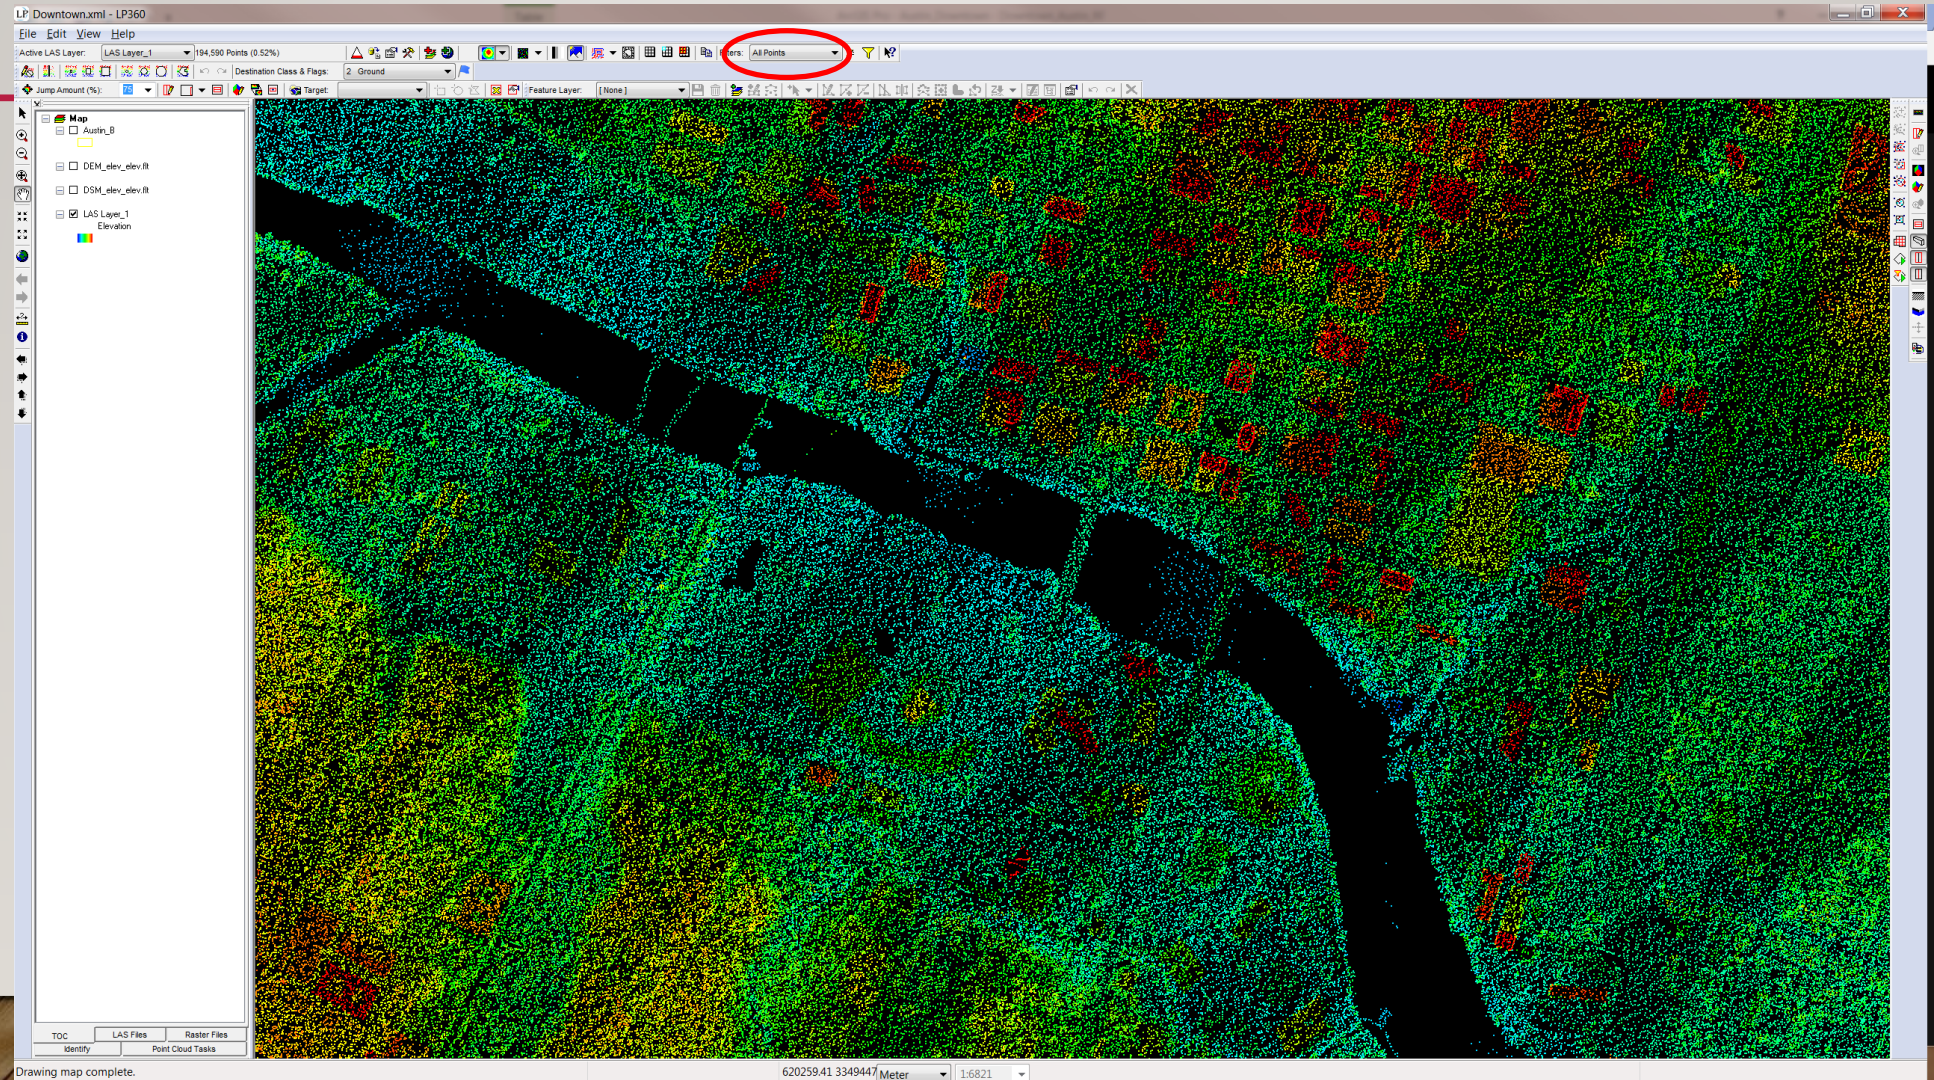 LP Downtown.xml - LP360
File Edit View Help
Active LAS Layer: LAS Layer_1 194,590 Points (0.52%) All Points
Destination Class & Flags: 2 Ground
Jump Amount (%): 75 Target: Feature Layer: [None]
Map
Austin_B
DEM_elev_elev.flt
DSM_elev_elev.flt
LAS Layer_1
Elevation
TOC LAS Files Raster Files
Identify Point Cloud Tasks
Drawing map complete. 620259.41 3349447 Meter 1:6821